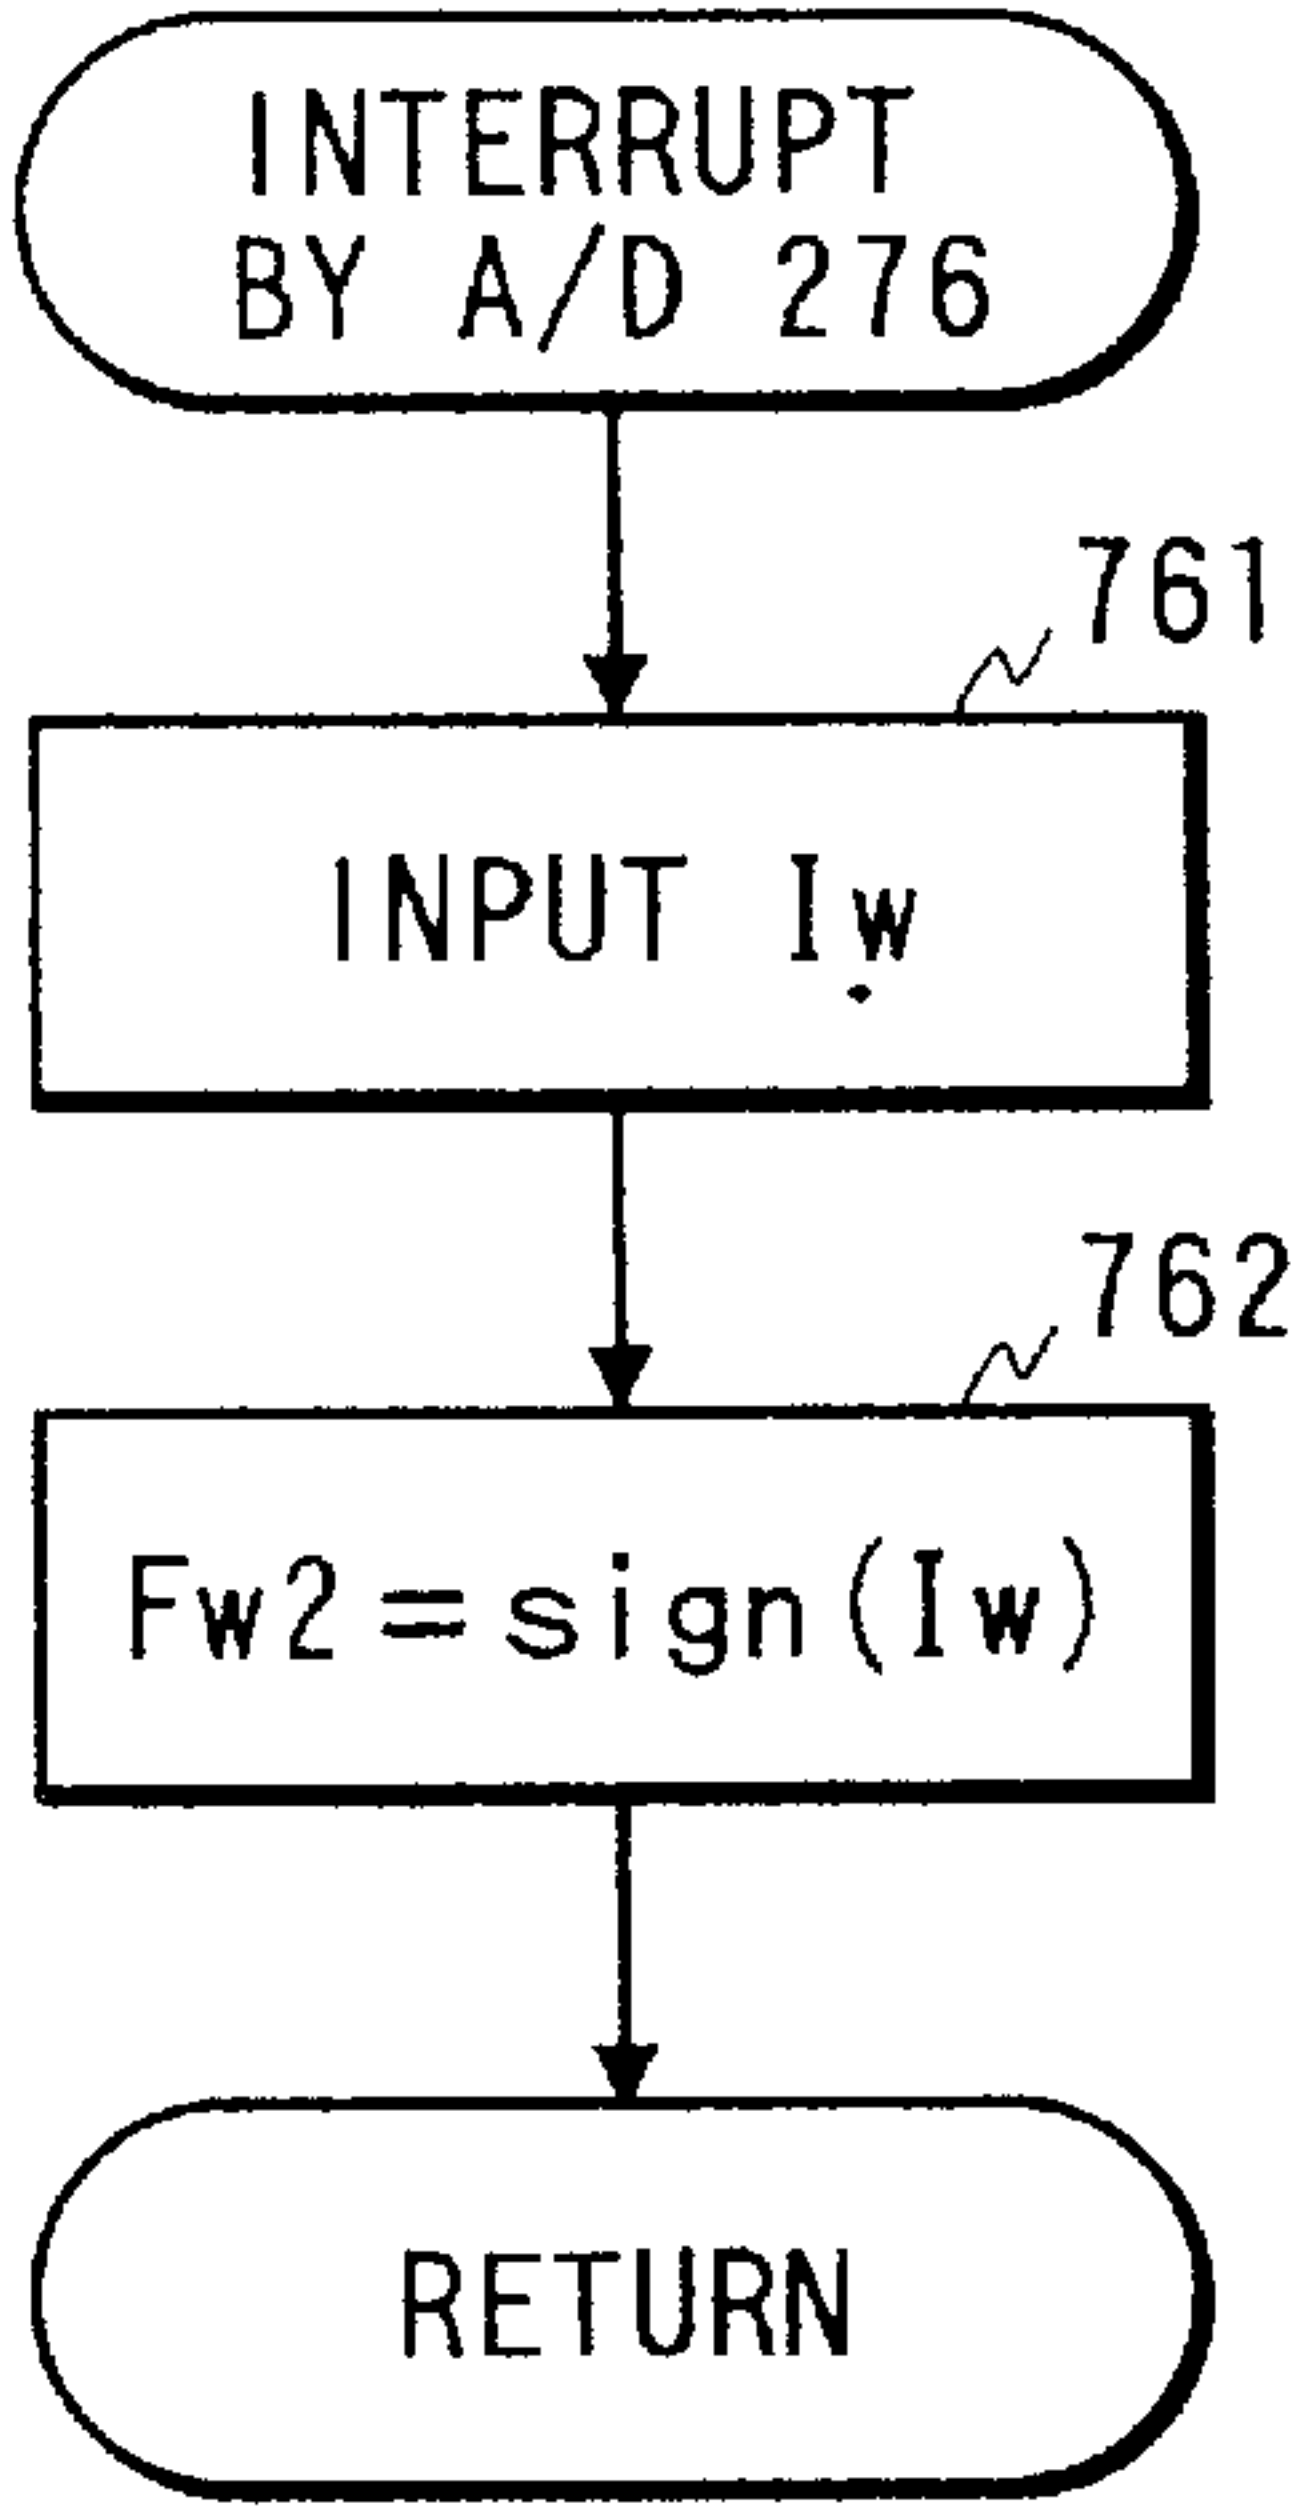 INTERRUPT
BY A/D 276
761
INPUT Iw
762
Fw2=sign(Iw)
RETURN